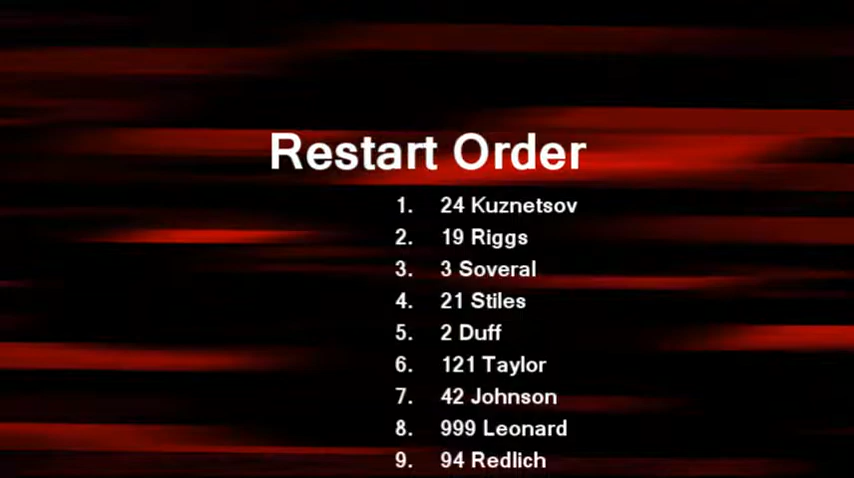 Restart Order
1. 24 Kuznetsov
2. 19 Riggs
3. 3 Soveral
4. 21 Stiles
5. 2 Duff
6. 121 Taylor
7. 42 Johnson
8. 999 Leonard
9. 94 Redlich